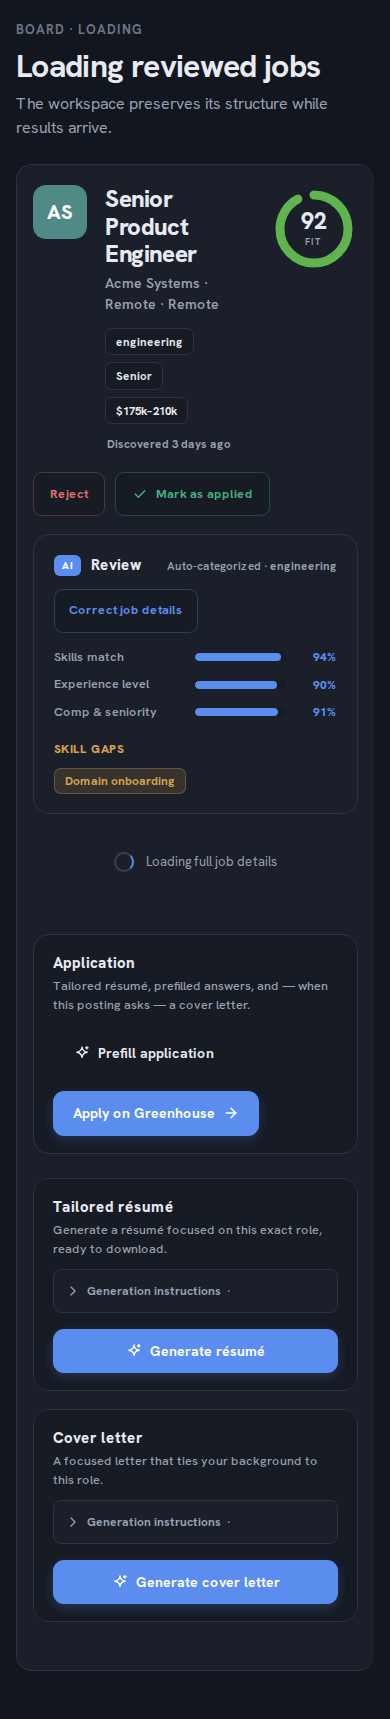 BOARD · LOADING
Loading reviewed jobs
The workspace preserves its structure while
results arrive.
AS
Senior
Product
Engineer
92
FIT
Acme Systems ·
Remote · Remote
engineering
Senior
$175k–210k
Discovered 3 days ago
Reject
Mark as applied
AI
Review
Auto-categorized · engineering
Correct job details
Skills match
94%
Experience level
90%
Comp & seniority
91%
SKILL GAPS
Domain onboarding
Loading full job details
Application
Tailored résumé, prefilled answers, and — when
this posting asks — a cover letter.
Prefill application
Apply on Greenhouse
Tailored résumé
Generate a résumé focused on this exact role,
ready to download.
Generation instructions ·
Generate résumé
Cover letter
A focused letter that ties your background to
this role.
Generation instructions ·
Generate cover letter